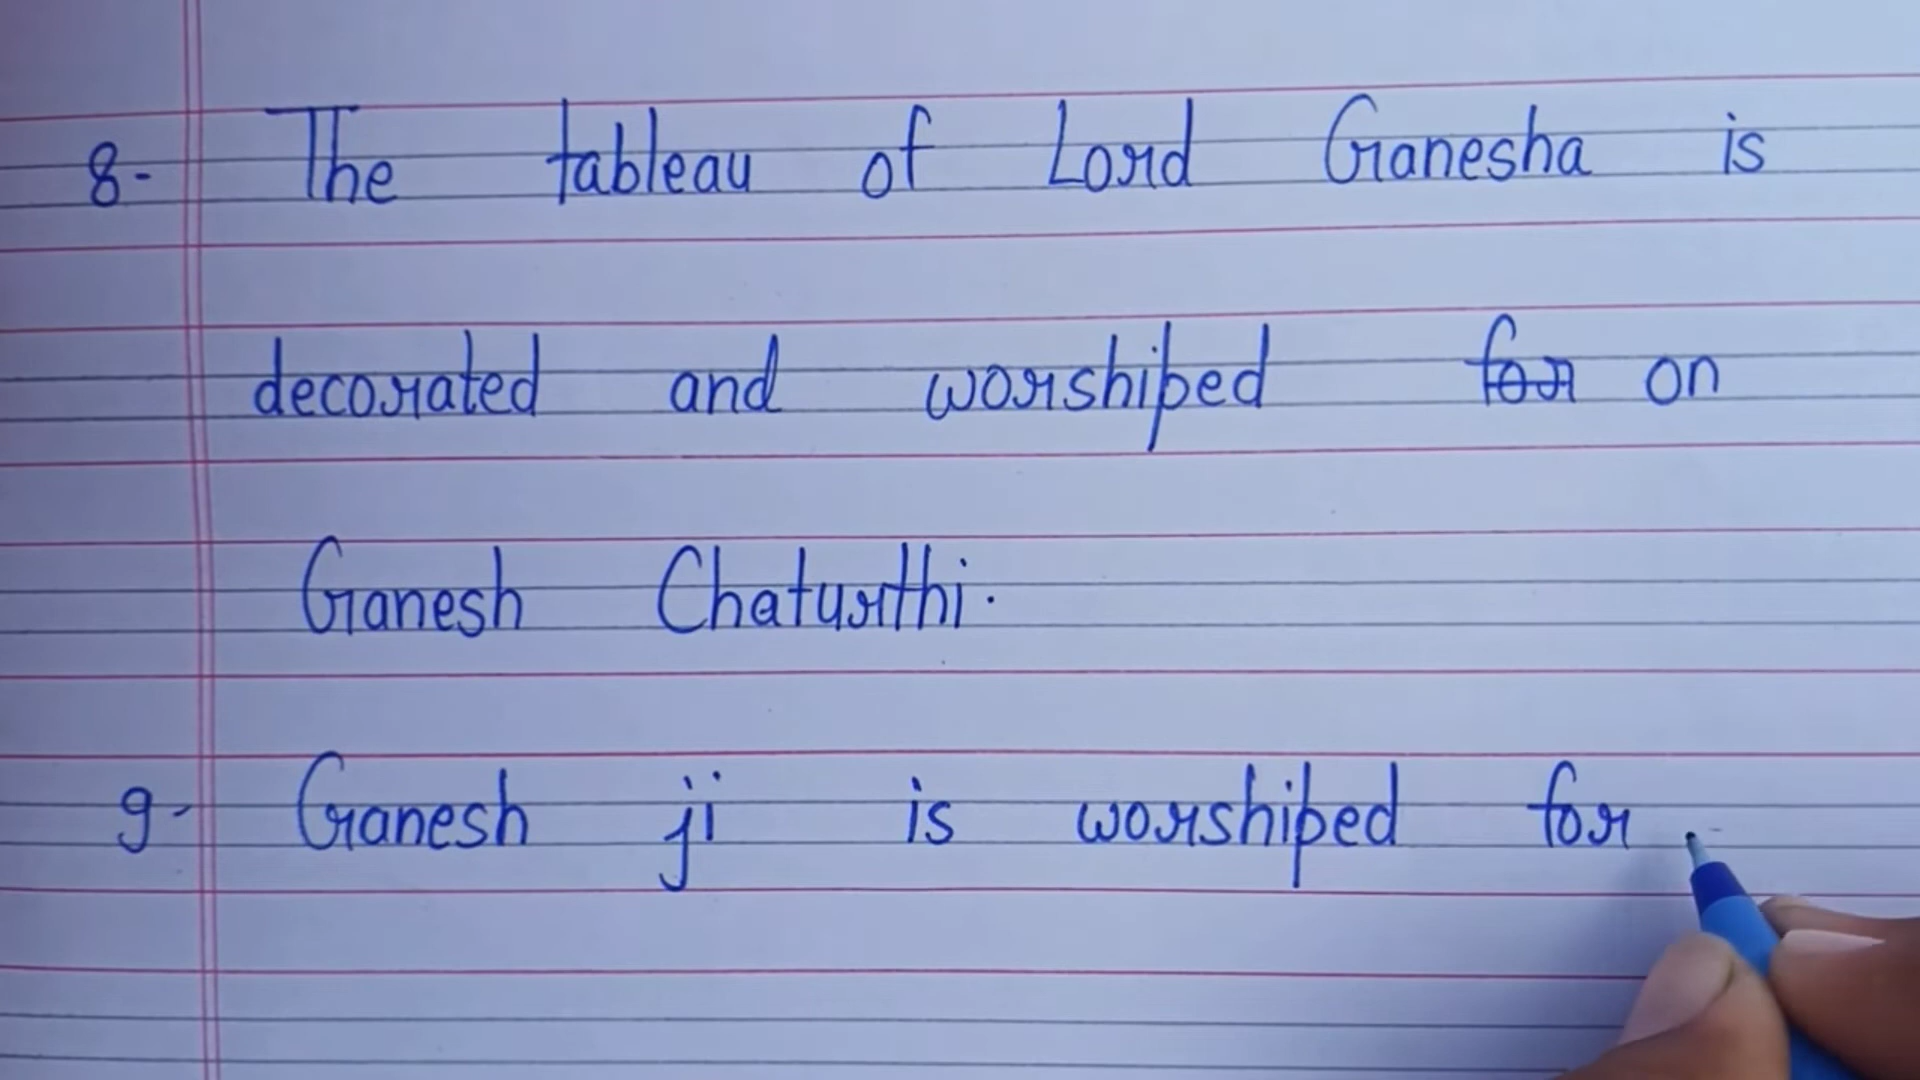 8- The tableau of Lord Ganesha is
decorated and worshiped for on
Ganesh Chaturthi.
9- Ganesh ji is worshiped for